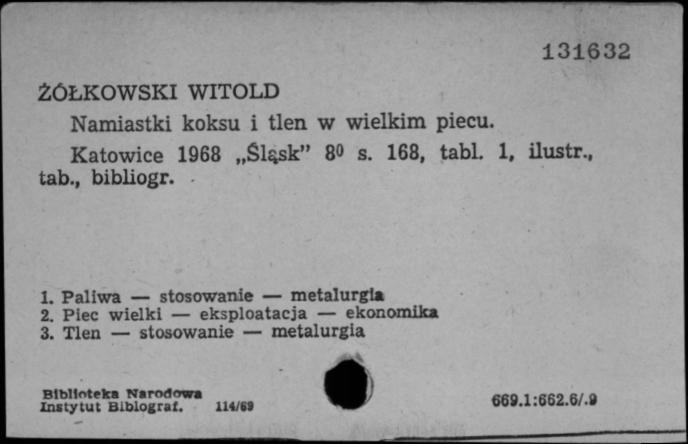 131632
ŻÓŁKOWSKI WITOLD
Namiastki koksu i tlen w wielkim piecu.
Katowice 1968 „Śląsk” 8⁰ s. 168, tabl. 1, ilustr.,
tab., bibliogr.
1. Paliwa — stosowanie — metalurgia
2. Piec wielki — eksploatacja — ekonomika
3. Tlen — stosowanie — metalurgia
Biblioteka Narodowa
Instytut Bibliograf. 114/69
669.1:662.6/.9